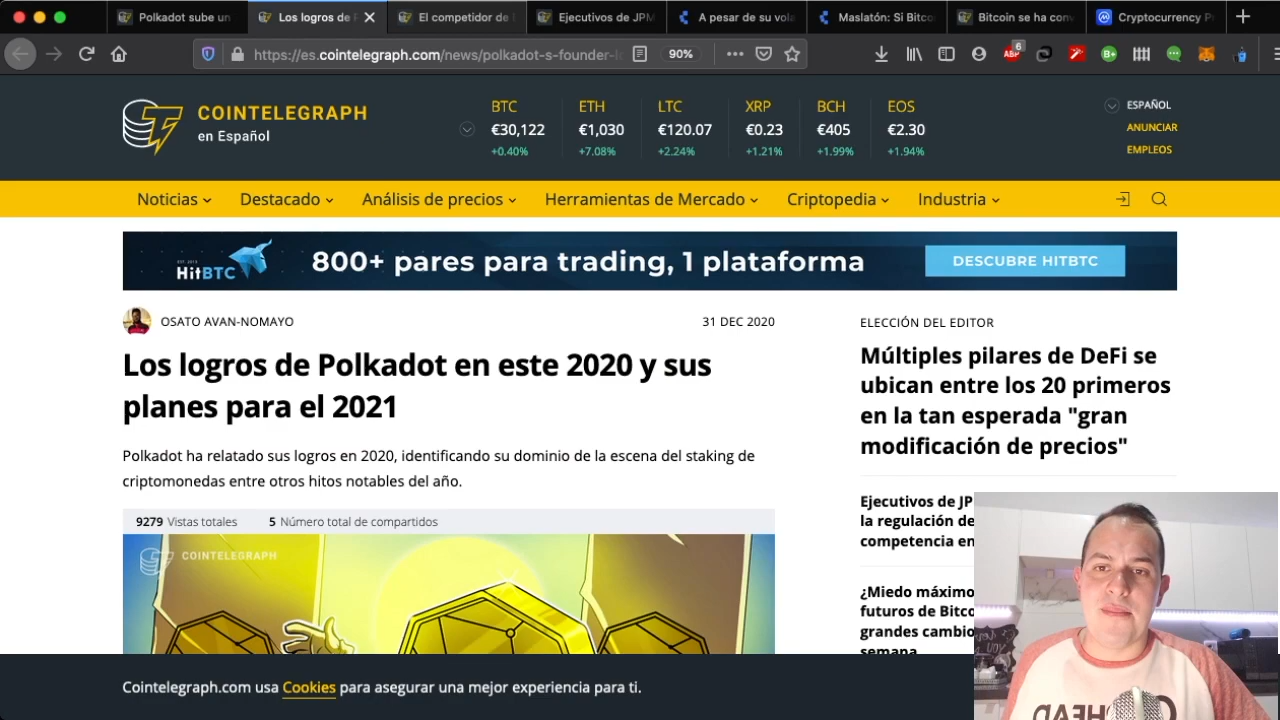 Polkadot sube un
Los logros de P
El competidor de
Ejecutivos de JPM
A pesar de su vola
Maslatón: Si Bitco
Bitcoin se ha conv
Cryptocurrency P
https://es.cointelegraph.com/news/polkadot-s-founder-lo
90%
6
ABP
B+
COINTELEGRAPH
en Español
BTC ETH LTC XRP BCH EOS
€30,122 €1,030 €120.07 €0.23 €405 €2.30
+0.40% +7.08% +2.24% +1.21% +1.99% +1.94%
ESPAÑOL
ANUNCIAR
EMPLEOS
Noticias Destacado Análisis de precios Herramientas de Mercado Criptopedia Industria
HitBTC
800+ pares para trading, 1 plataforma
DESCUBRE HITBTC
OSATO AVAN-NOMAYO
31 DEC 2020
Los logros de Polkadot en este 2020 y sus
planes para el 2021
Polkadot ha relatado sus logros en 2020, identificando su dominio de la escena del staking de
criptomonedas entre otros hitos notables del año.
9279 Vistas totales 5 Número total de compartidos
COINTELEGRAPH
ELECCIÓN DEL EDITOR
Múltiples pilares de DeFi se
ubican entre los 20 primeros
en la tan esperada "gran
modificación de precios"
Ejecutivos de JP
la regulación de
competencia en
¿Miedo máximo
futuros de Bitco
grandes cambio
semana
Cointelegraph.com usa Cookies para asegurar una mejor experiencia para ti.